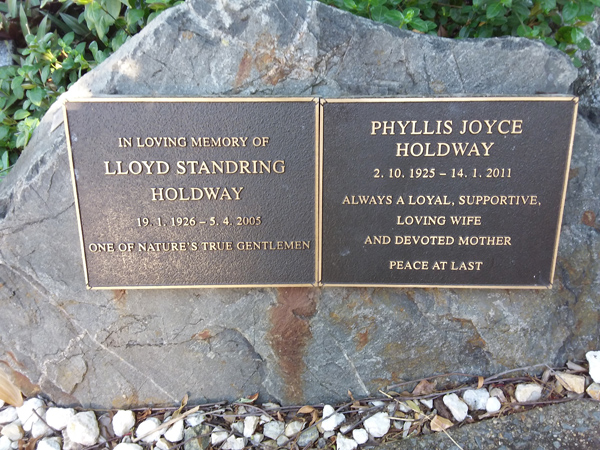 IN LOVING MEMORY OF
LLOYD STANDRING
HOLDWAY
19. 1. 1926 – 5. 4. 2005
ONE OF NATURE'S TRUE GENTLEMEN
PHYLLIS JOYCE
HOLDWAY
2. 10. 1925 – 14. 1. 2011
ALWAYS A LOYAL, SUPPORTIVE,
LOVING WIFE
AND DEVOTED MOTHER
PEACE AT LAST